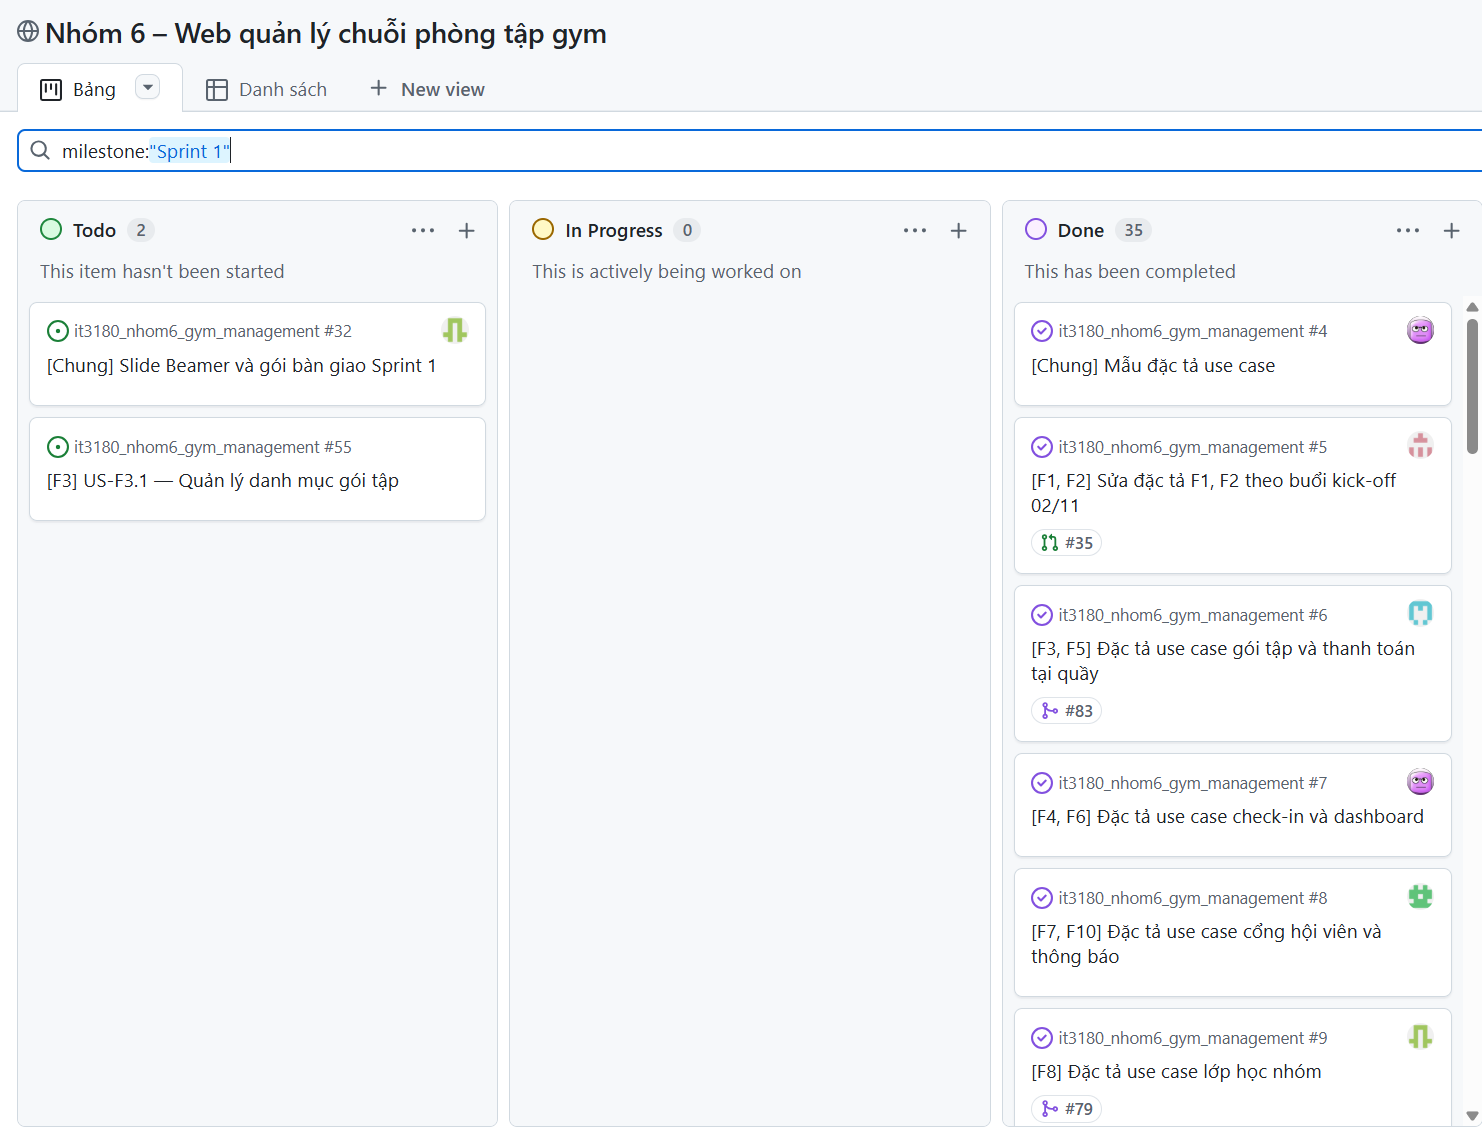 Nhóm 6 – Web quản lý chuỗi phòng tập gym
Bảng
Danh sách
New view
milestone:"Sprint 1"
Todo 2
This item hasn't been started
it3180_nhom6_gym_management #32
[Chung] Slide Beamer và gói bàn giao Sprint 1
it3180_nhom6_gym_management #55
[F3] US-F3.1 — Quản lý danh mục gói tập
In Progress 0
This is actively being worked on
Done 35
This has been completed
it3180_nhom6_gym_management #4
[Chung] Mẫu đặc tả use case
it3180_nhom6_gym_management #5
[F1, F2] Sửa đặc tả F1, F2 theo buổi kick-off
02/11
#35
it3180_nhom6_gym_management #6
[F3, F5] Đặc tả use case gói tập và thanh toán
tại quầy
#83
it3180_nhom6_gym_management #7
[F4, F6] Đặc tả use case check-in và dashboard
it3180_nhom6_gym_management #8
[F7, F10] Đặc tả use case cổng hội viên và
thông báo
it3180_nhom6_gym_management #9
[F8] Đặc tả use case lớp học nhóm
#79